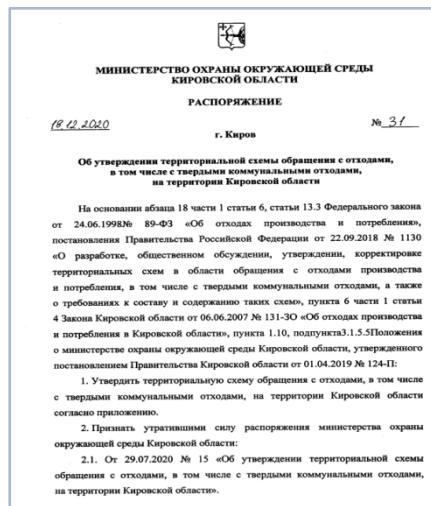 МИНИСТЕРСТВО ОХРАНЫ ОКРУЖАЮЩЕЙ СРЕДЫ
КИРОВСКОЙ ОБЛАСТИ
РАСПОРЯЖЕНИЕ
18.12.2020 № 31
г. Киров
Об утверждении территориальной схемы обращения с отходами,
в том числе с твердыми коммунальными отходами,
на территории Кировской области
На основании абзаца 18 части 1 статьи 6, статьи 13.3 Федерального закона
от 24.06.1998№ 89-ФЗ «Об отходах производства и потребления»,
постановления Правительства Российской Федерации от 22.09.2018 № 1130
«О разработке, общественном обсуждении, утверждении, корректировке
территориальных схем в области обращения с отходами производства
и потребления, в том числе с твердыми коммунальными отходами, а также
о требованиях к составу и содержанию таких схем», пункта 6 части 1 статьи
4 Закона Кировской области от 06.06.2007 № 131-ЗО «Об отходах производства
и потребления в Кировской области», пункта 1.10, подпункта3.1.5.5Положения
о министерстве охраны окружающей среды Кировской области, утвержденного
постановлением Правительства Кировской области от 01.04.2019 № 124-П:
1. Утвердить территориальную схему обращения с отходами, в том числе
с твердыми коммунальными отходами, на территории Кировской области
согласно приложению.
2. Признать утратившими силу распоряжения министерства охраны
окружающей среды Кировской области:
2.1. От 29.07.2020 № 15 «Об утверждении территориальной схемы
обращения с отходами, в том числе с твердыми коммунальными отходами,
на территории Кировской области».